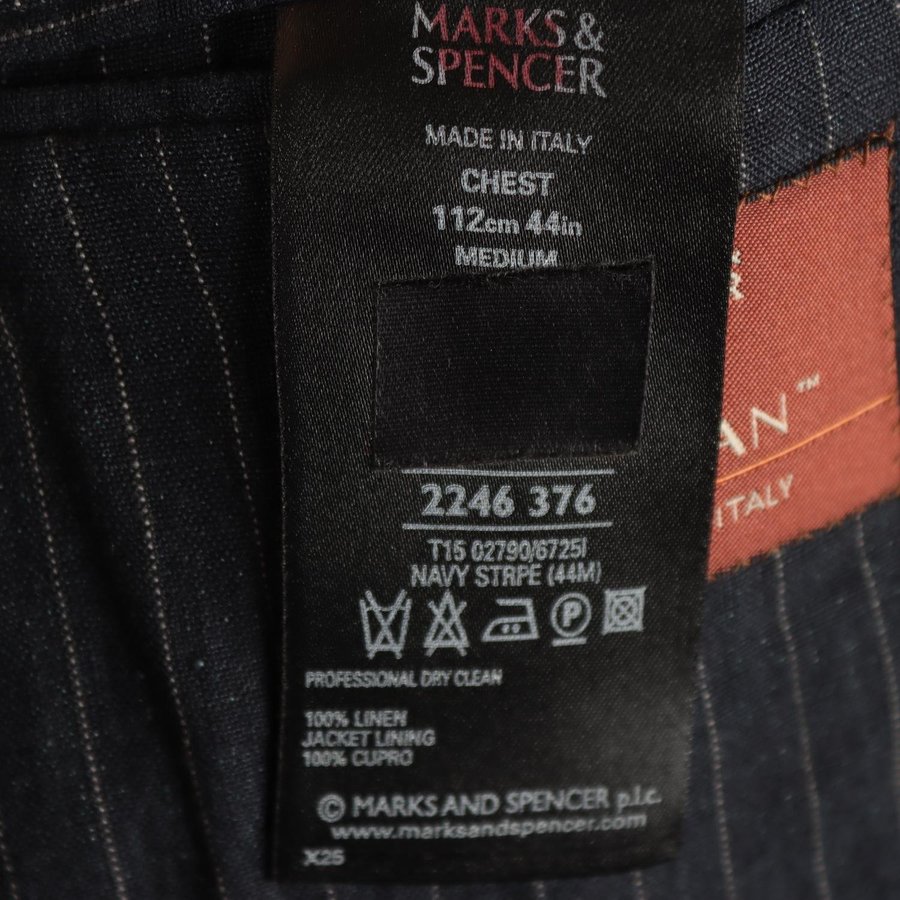 MARKS &
SPENCER
MADE IN ITALY
CHEST
112cm 44in
MEDIUM
2246 376
T15 02790/6725I
NAVY STRPE (44M)
P
PROFESSIONAL DRY CLEAN
100% LINEN
JACKET LINING
100% CUPRO
© MARKS AND SPENCER p.l.c.
www.marksandspencer.com
X25
AN™
ITALY